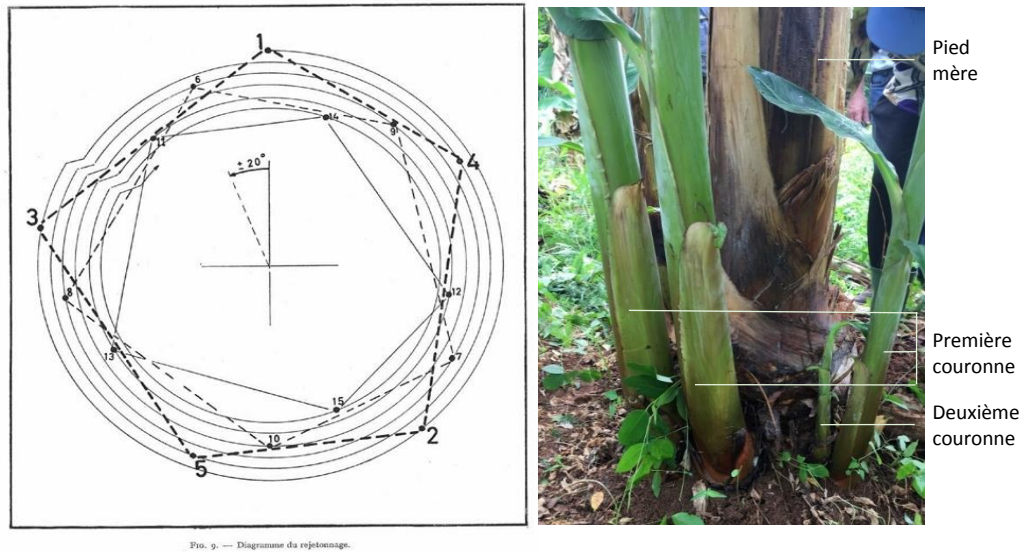 1
6
14
9
11
± 20°
4
3
8
12
13
7
15
10
2
5
FIG. 9. — Diagramme du rejetonnage.
Pied
mère
Première
couronne
Deuxième
couronne